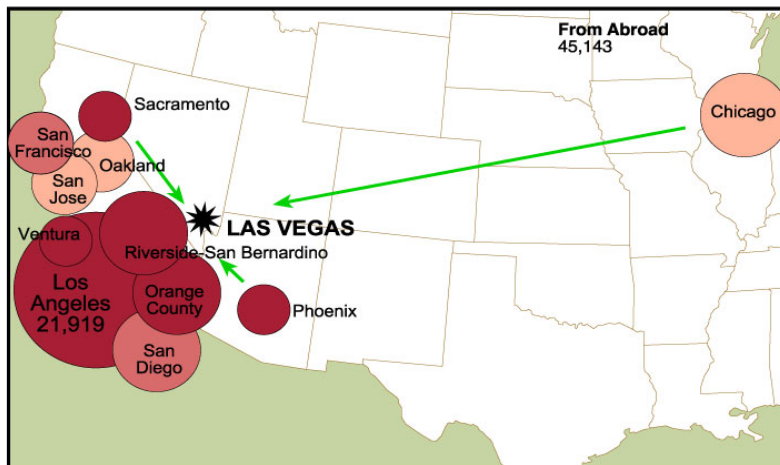 From Abroad
45,143
Sacramento
Chicago
San
Francisco
Oakland
San
Jose
LAS VEGAS
Ventura
Riverside-San Bernardino
Los
Angeles
21,919
Orange
County
Phoenix
San
Diego